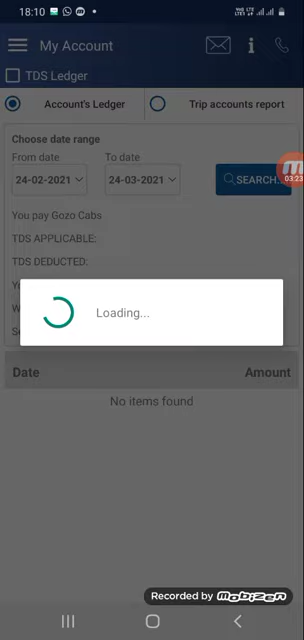 18:10
My Account
TDS Ledger
Account's Ledger
Trip accounts report
Choose date range
From date
To date
24-02-2021
24-03-2021
SEARCH
03:23
You pay Gozo Cabs
TDS APPLICABLE:
TDS DEDUCTED:
Loading...
Date
Amount
No items found
Recorded by
MOBIZEN